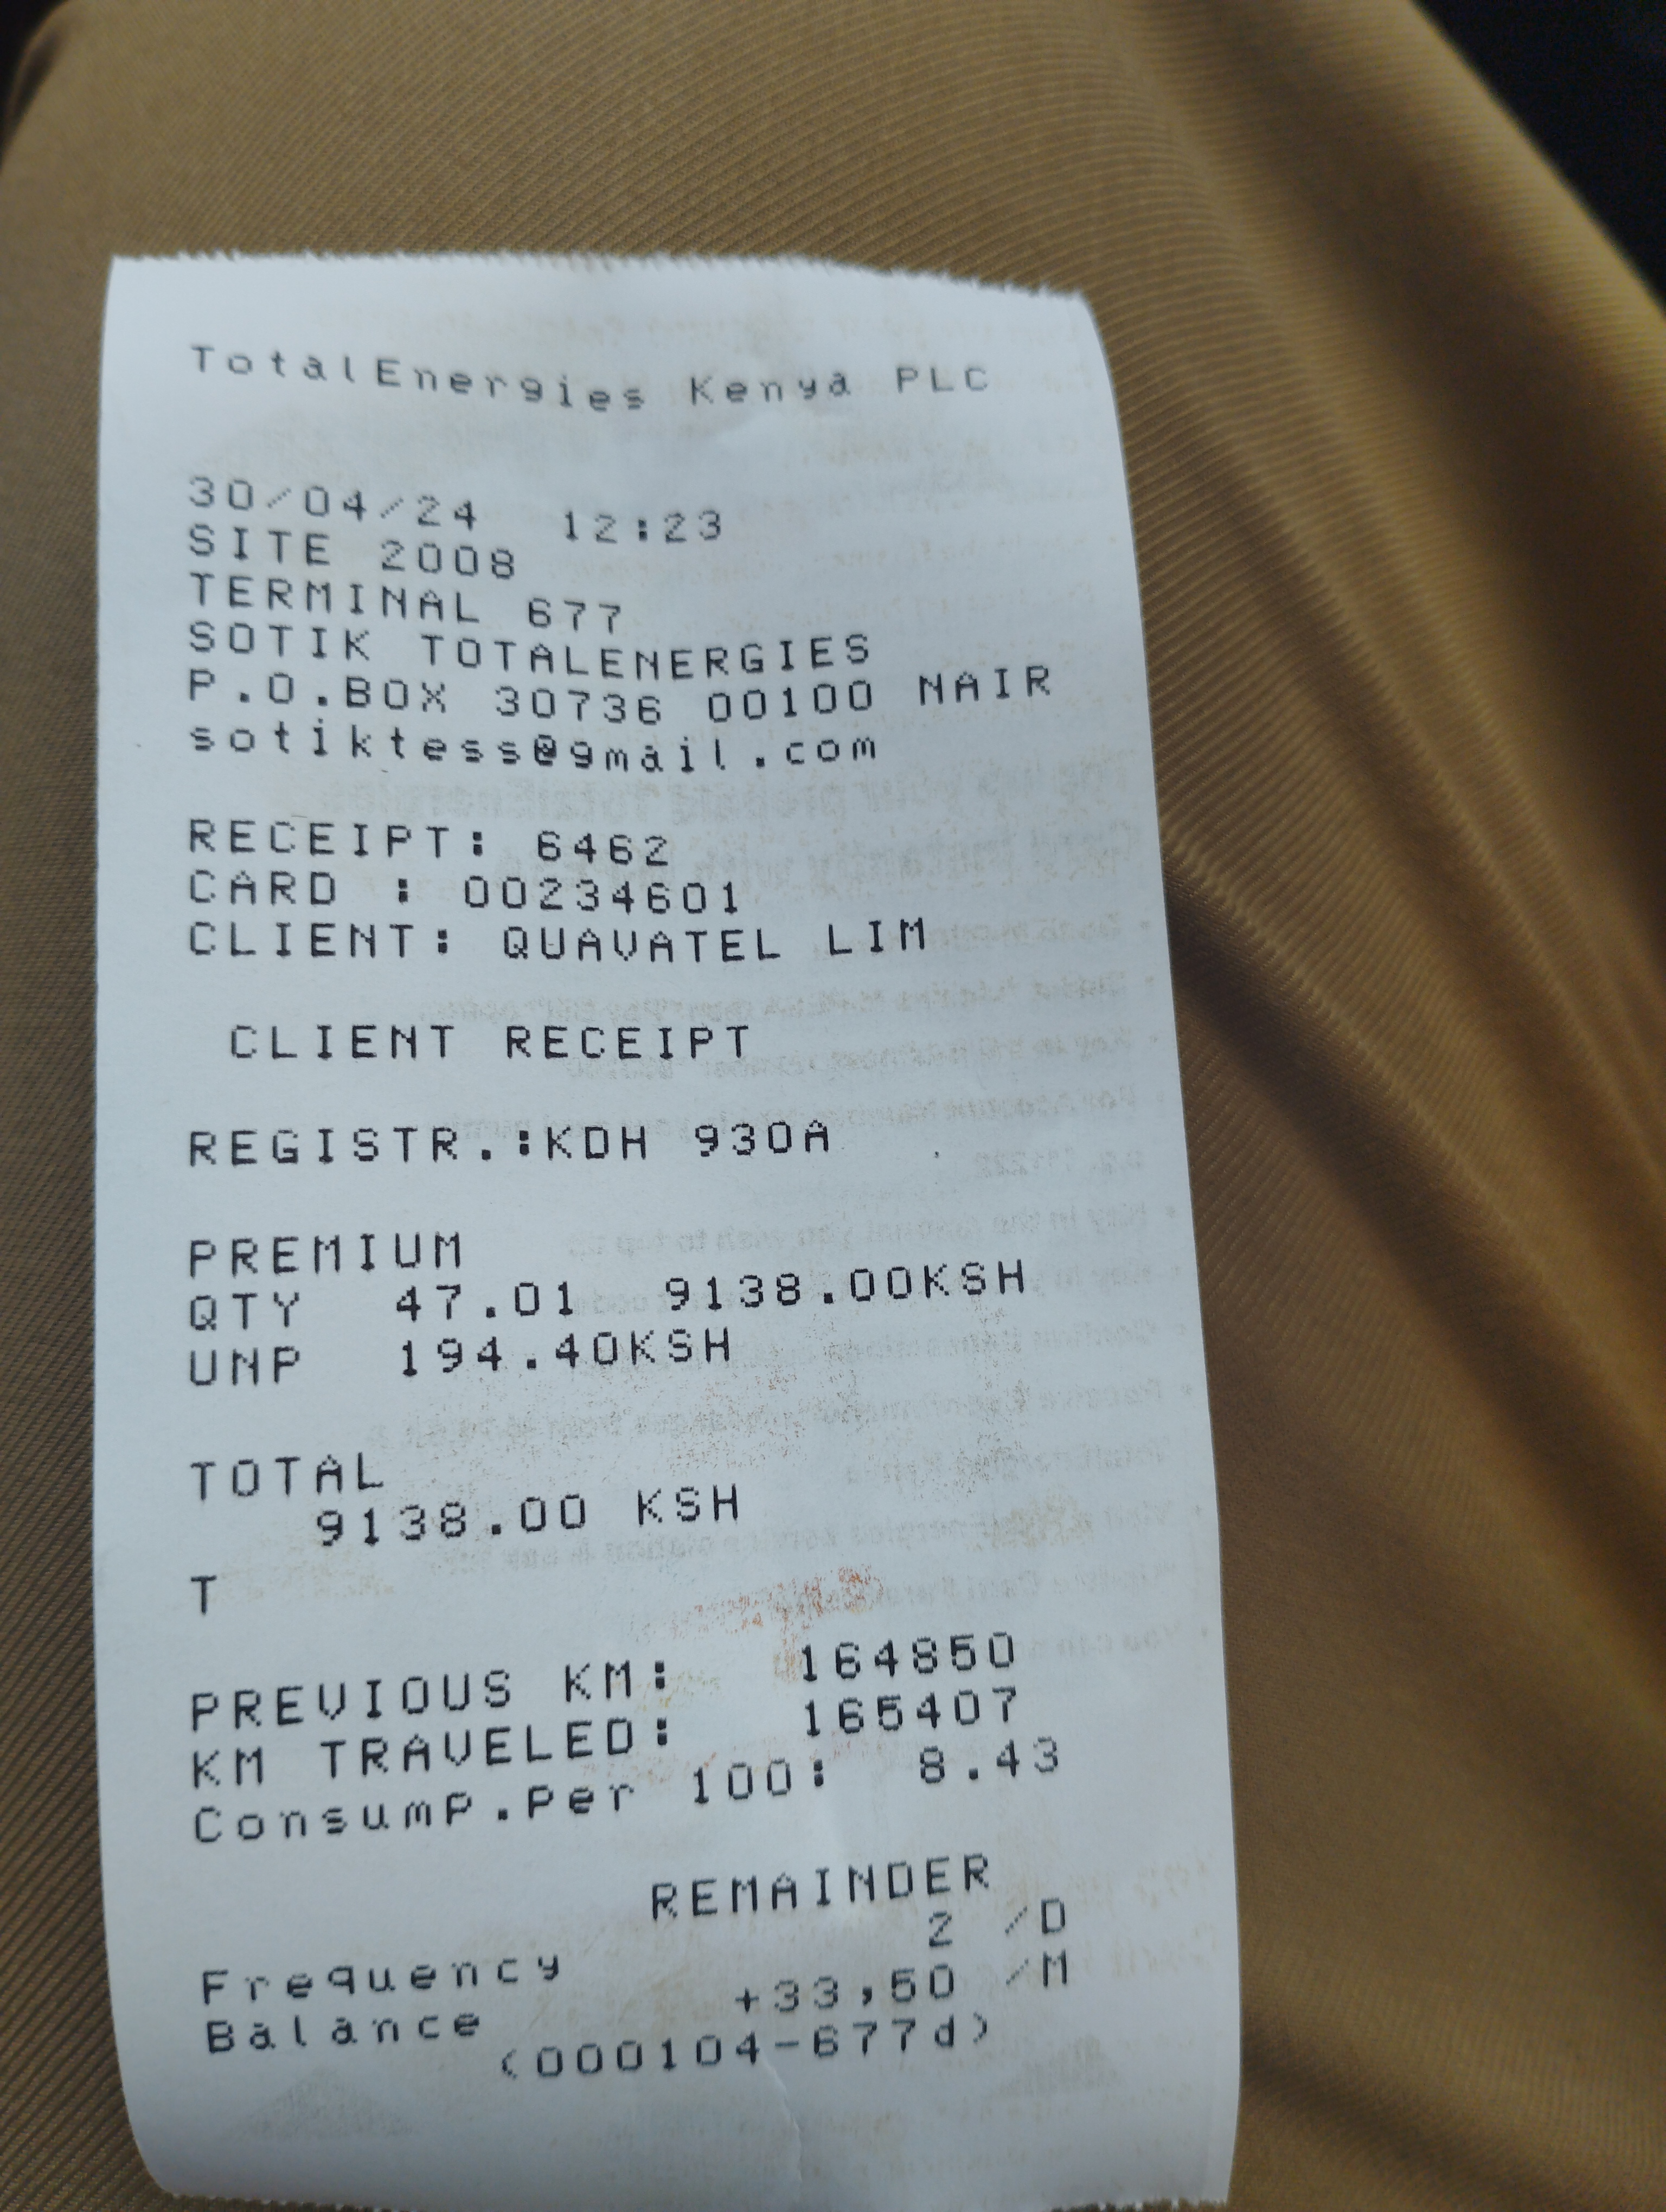 TotalEnergies Kenya PLC
30/04/24 12:23
SITE 2008
TERMINAL 677
SOTIK TOTALENERGIES
P.O.BOX 30736 00100 NAIR
sotiktess@gmail.com
RECEIPT: 6462
CARD : 00234601
CLIENT: QUAVATEL LIM
CLIENT RECEIPT
REGISTR.:KDH 930A
PREMIUM
QTY 47.01 9138.00KSH
UNP 194.40KSH
TOTAL
9138.00 KSH
T
PREVIOUS KM: 164850
KM TRAVELED: 165407
Consump.Per 100: 8.43
REMAINDER
Frequency 2 /D
Balance +33,50 /M
(000104-677d)